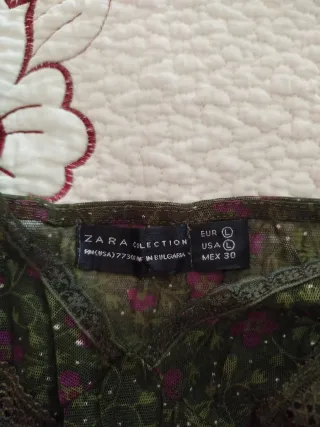 ZARA COLLECTION
IN BULGARIA
EUR L
USA L
MEX 30